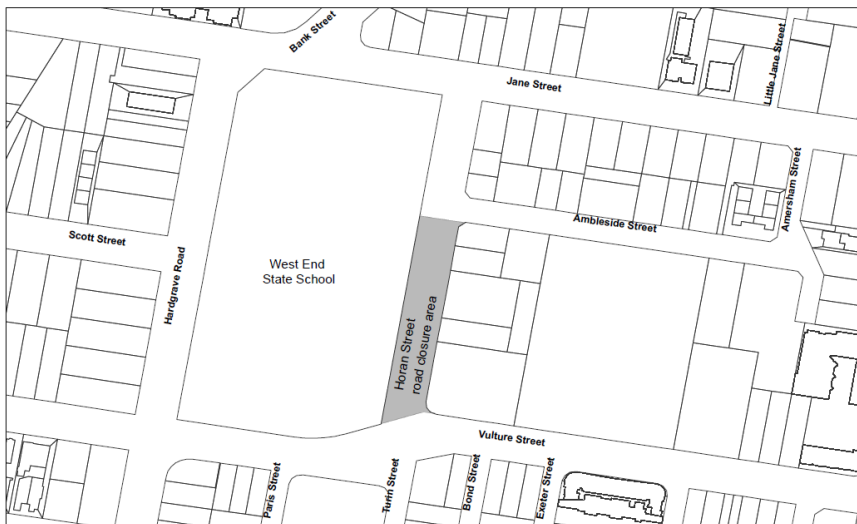 Bank Street
Jane Street
Little Jane Street
Amersham Street
Ambleside Street
Scott Street
Hardgrave Road
West End
State School
Horan Street
road closure area
Vulture Street
Paris Street
Turin Street
Bond Street
Exeter Street